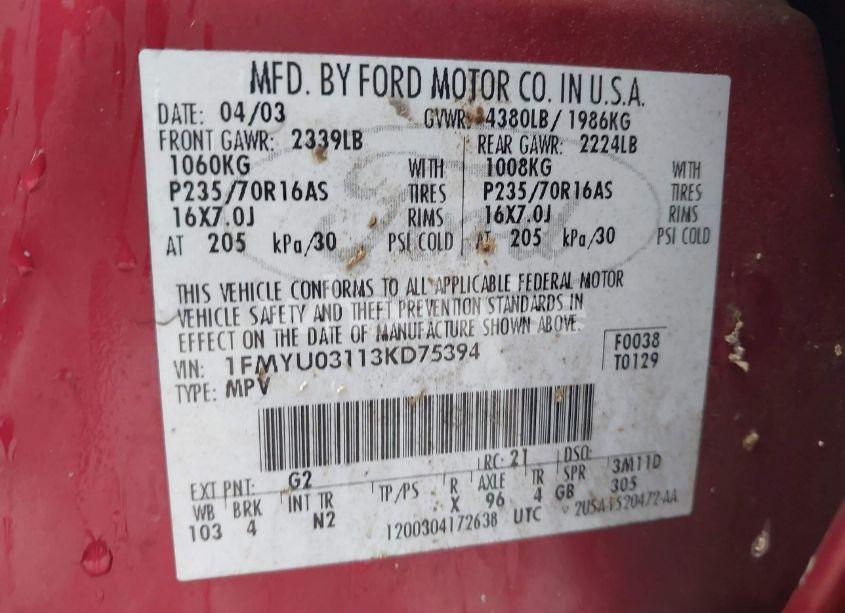 MFD. BY FORD MOTOR CO. IN U.S.A.
DATE: 04/03 GVWR: 4380LB/ 1986KG
FRONT GAWR: 2339LB REAR GAWR: 2224LB
1060KG WITH 1008KG WITH
P235/70R16AS TIRES P235/70R16AS TIRES
16X7.0J RIMS 16X7.0J RIMS
AT 205 kPa/30 PSI COLD AT 205 kPa/30 PSI COLD
Ford
THIS VEHICLE CONFORMS TO ALL APPLICABLE FEDERAL MOTOR
VEHICLE SAFETY AND THEFT PREVENTION STANDARDS IN
EFFECT ON THE DATE OF MANUFACTURE SHOWN ABOVE.
VIN: 1FMYU03113KD75394 F0038
TYPE: MPV T0129
EXT PNT: G2 RC: 21 DSO:
WB BRK INT TR TP/PS R AXLE TR SPR 3M11D
103 4 N2 X 96 4 GB 305
1200304172638 UTC 2USA-1520472-AA